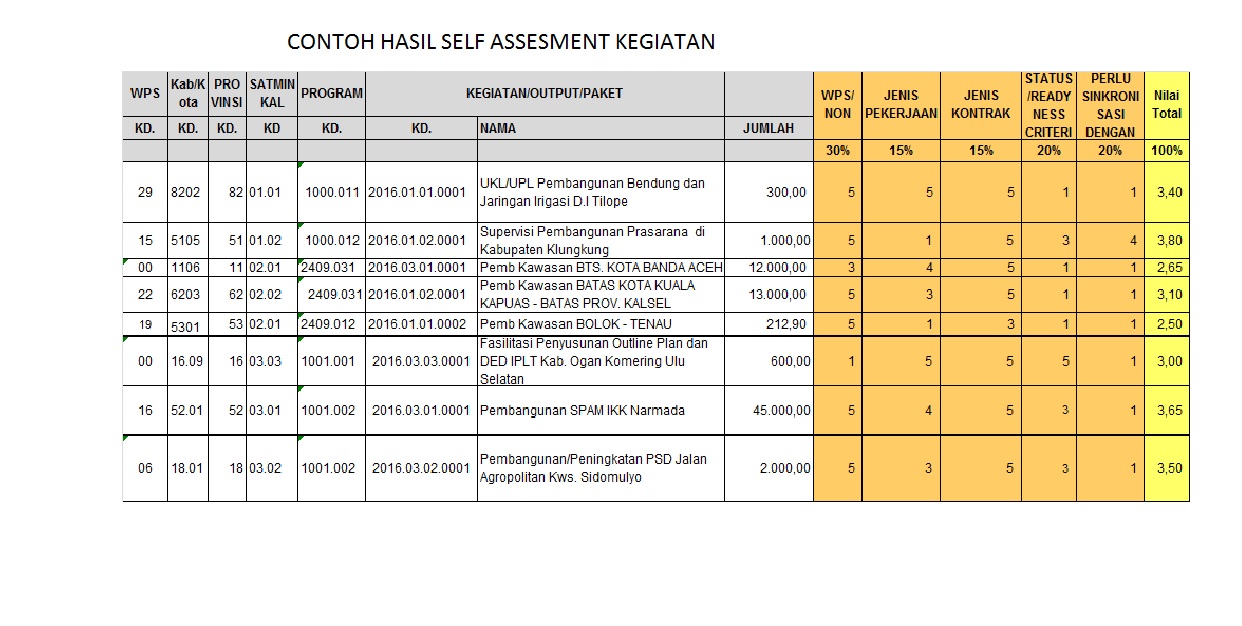 CONTOH HASIL SELF ASSESMENT KEGIATAN
WPS Kab/K ota PRO VINSI SATMIN KAL PROGRAM KEGIATAN/OUTPUT/PAKET WPS/ NON JENIS PEKERJAAN JENIS KONTRAK STATUS /READY NESS CRITERI PERLU SINKRONI SASII DENGAN Nilai Total
KD. KD. KD. KD KD. KD. NAMA JUMLAH
30% 15% 15% 20% 20% 100%
29 8202 82 01.01 1000.011 2016.01.01.0001 UKL/UPL Pembangunan Bendung dan Jaringan Irigasi D.I Tilope 300,00 5 5 5 1 1 3,40
15 5105 51 01.02 1000.012 2016.01.02.0001 Supervisi Pembangunan Prasarana di Kabupaten Klungkung 1.000,00 5 1 5 3 4 3,80
00 1106 11 02.01 2409.031 2016.03.01.0001 Pemb Kawasan BTS. KOTA BANDA ACEH 12.000,00 3 4 5 1 1 2,65
22 6203 62 02.02 2409.031 2016.01.02.0001 Pemb Kawasan BATAS KOTA KUALA KAPUAS - BATAS PROV. KALSEL 13.000,00 5 3 5 1 1 3,10
19 5301 53 02.01 2409.012 2016.01.01.0002 Pemb Kawasan BOLOK - TENAU 212,90 5 1 3 1 1 2,50
00 16.09 16 03.03 1001.001 2016.03.03.0001 Fasilitasi Penyusunan Outline Plan dan DED IPLT Kab. Ogan Komering Ulu Selatan 600,00 1 5 5 5 1 3,00
16 52.01 52 03.01 1001.002 2016.03.01.0001 Pembangunan SPAM IKK Narmada 45.000,00 5 4 5 3 1 3,65
06 18.01 18 03.02 1001.002 2016.03.02.0001 Pembangunan/Peningkatan PSD Jalan Agropolitan Kws. Sidomulyo 2.000,00 5 3 5 3 1 3,50